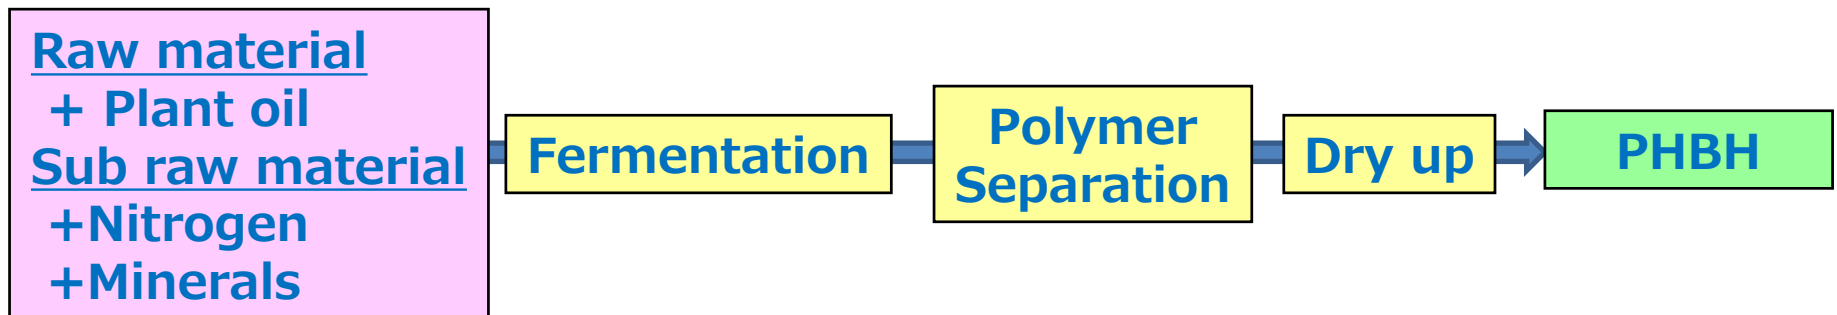 Raw material
+ Plant oil
Sub raw material
+Nitrogen
+Minerals
Fermentation
Polymer
Separation
Dry up
PHBH